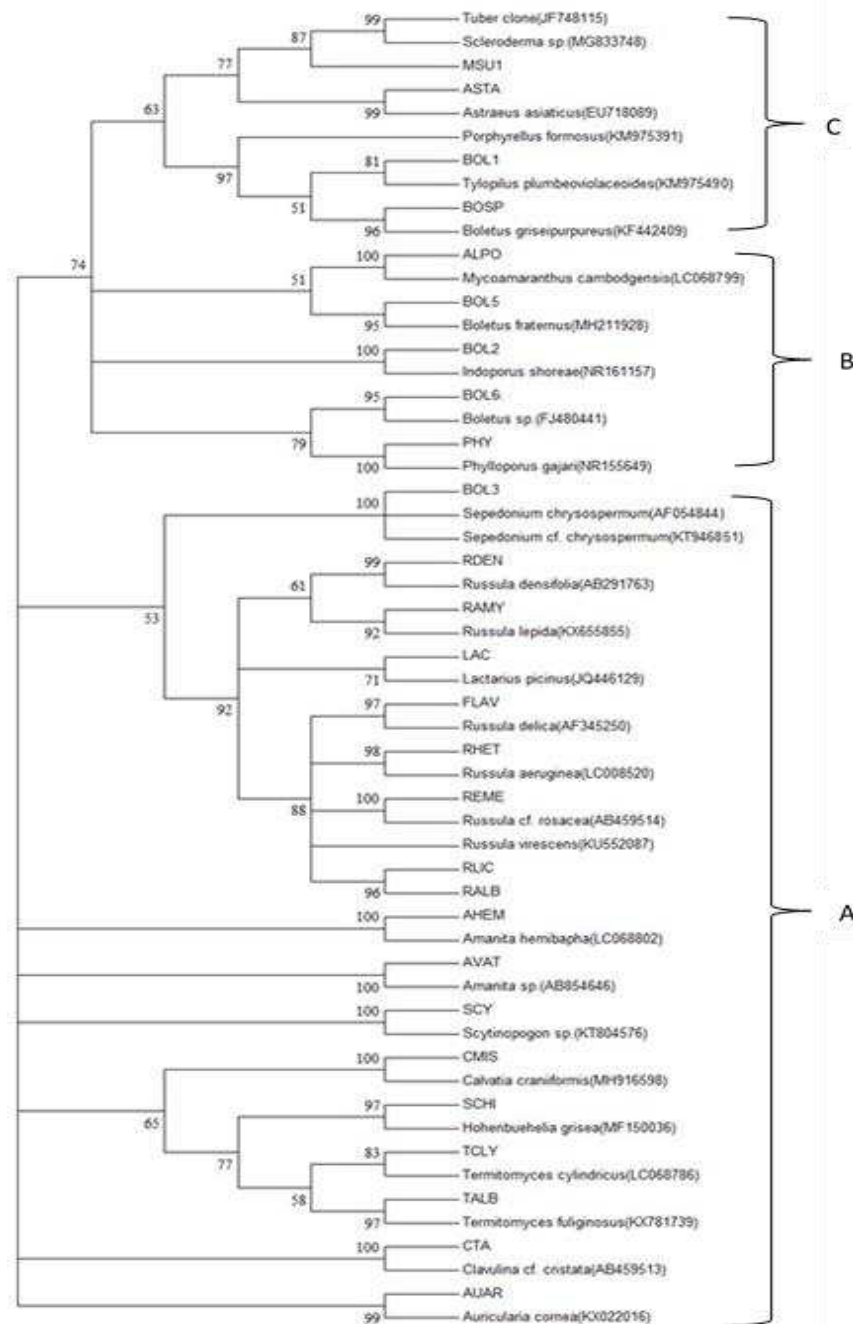 99
Tuber clone(JF748115)
87
Scleroderma sp.(MG833748)
77
MSU1
63
ASTA
99
Astraeus asiaticus(EU718089)
C
Porphyrellus formosus(KM975391)
97
81
BOL1
Tylopilus plumbeoviolaceoides(KM975490)
51
BOSP
96
Boletus griseipurpureus(KF442409)
74
100
ALPO
51
Mycoamaranthus cambodgensis(LC068799)
BOL5
95
Boletus fraternus(MH211928)
100
BOL2
B
Indoporus shoreae(NR161157)
95
BOL6
Boletus sp.(FJ480441)
79
PHY
100
Phylloporus gajari(NR155649)
BOL3
100
Sepedonium chrysospermum(AF054844)
Sepedonium cf. chrysospermum(KT946851)
99
RDEN
61
Russula densifolia(AB291763)
53
RAMY
92
Russula lepida(KX655855)
LAC
71
Lactarius picinus(JQ446129)
92
97
FLAV
Russula delica(AF345250)
98
RHET
Russula aeruginea(LC008520)
100
REME
88
Russula cf. rosacea(AB459514)
Russula virescens(KU552087)
RLIC
96
RALB
100
AHEM
A
Amanita hemibapha(LC068802)
AVAT
100
Amanita sp.(AB854646)
100
SCY
Scytinopogon sp.(KT804576)
100
CMIS
Calvatia craniiformis(MH916598)
65
97
SCHI
Hohenbuehelia grisea(MF150036)
77
83
TCLY
Termitomyces cylindricus(LC068786)
58
TALB
97
Termitomyces fuliginosus(KX781739)
100
CTA
Clavulina cf. cristata(AB459513)
AUAR
99
Auricularia cornea(KX022016)